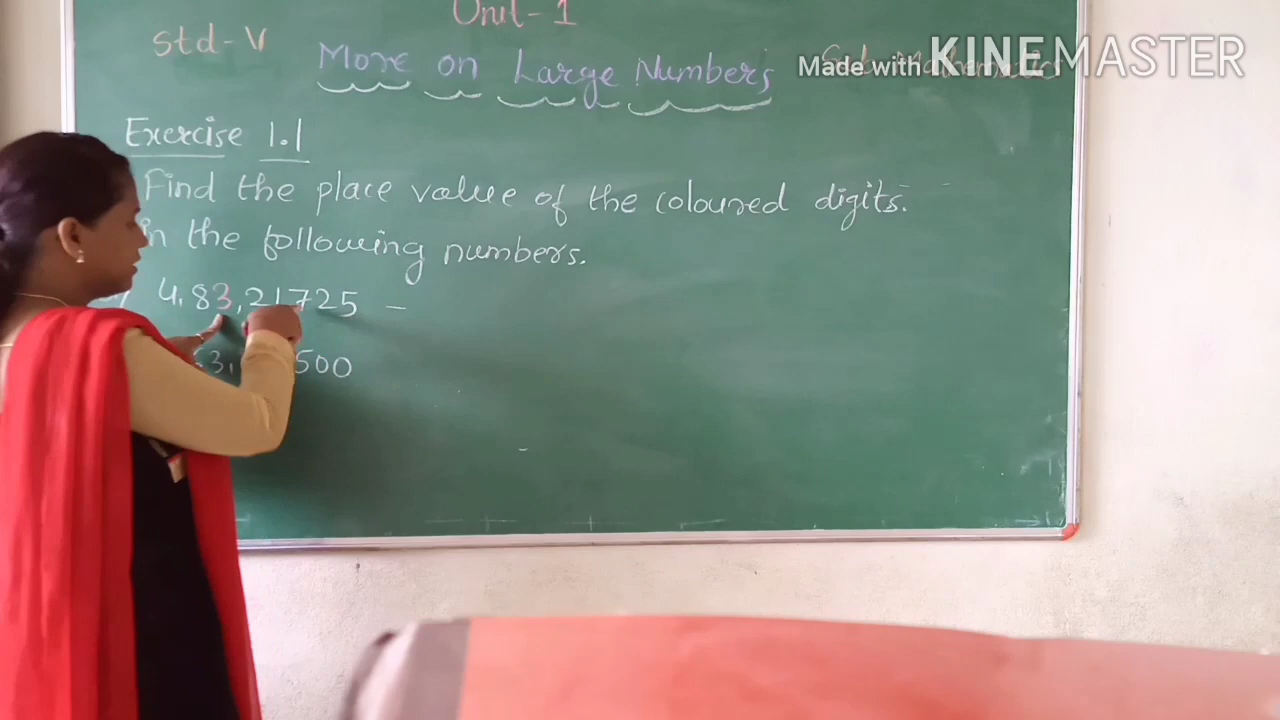 Unit-1
Std-V
More on Large Numbers
Made with KINEMASTER
Exercise 1.1
Find the place value of the coloured digits.
in the following numbers.
4,83,21725 -
3, 500